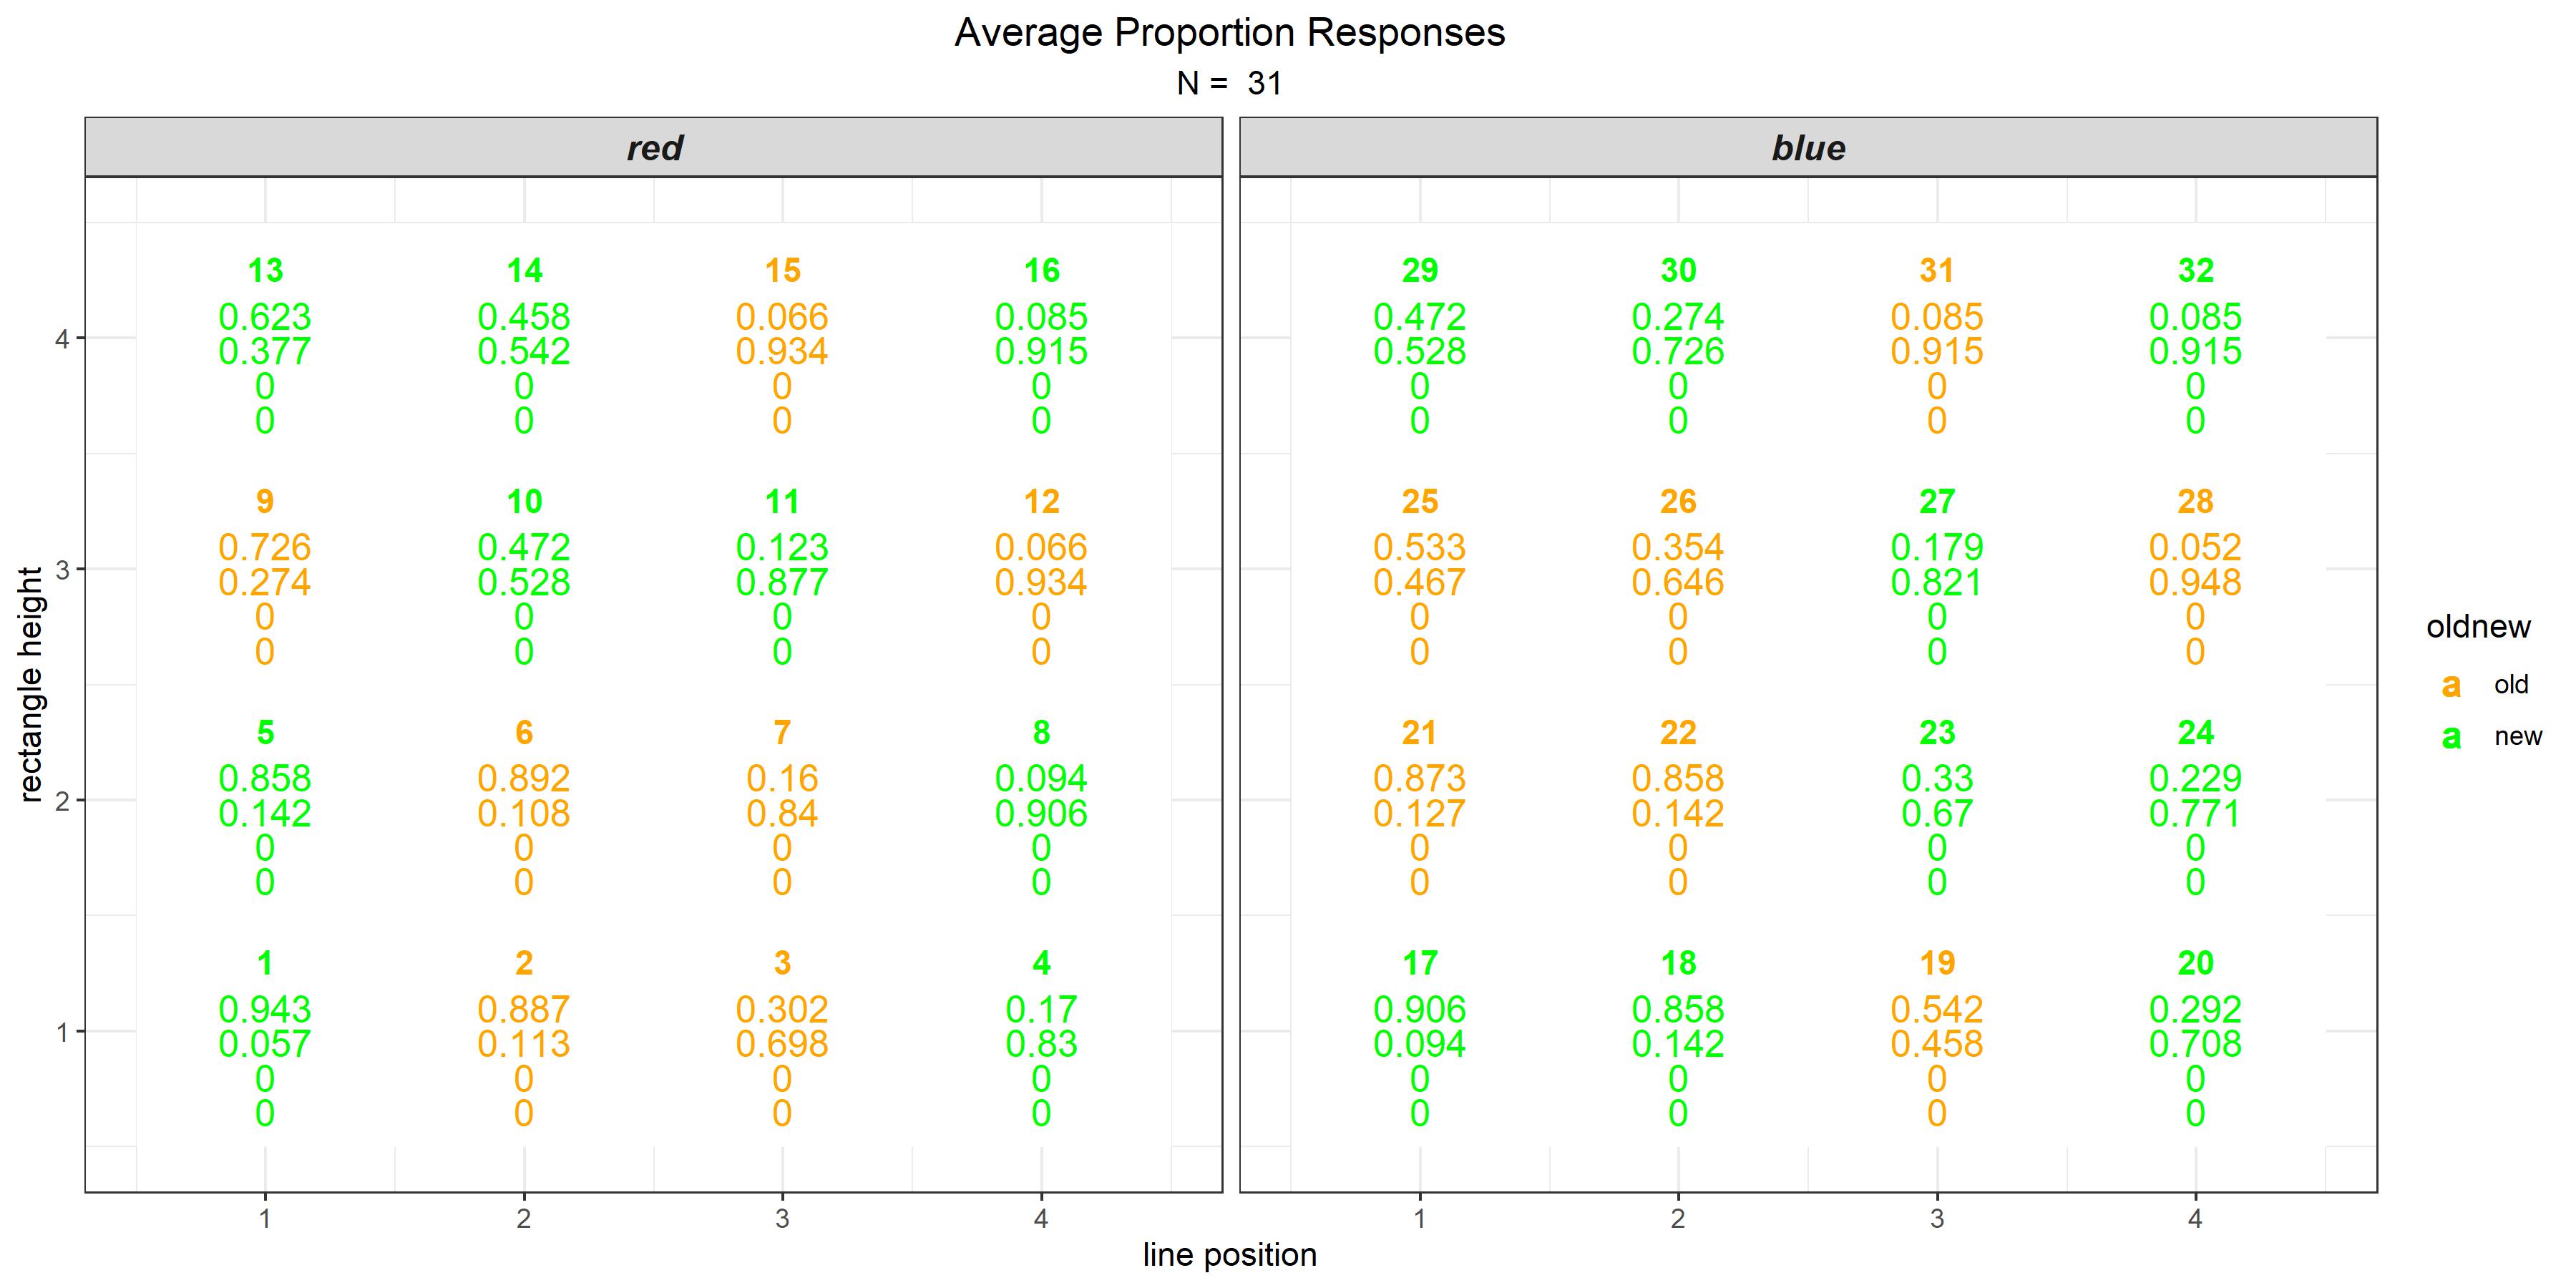 Average Proportion Responses
N =  31
red
blue
13 14 15 16 29 30 31 32
0.623 0.458 0.066 0.085 0.472 0.274 0.085 0.085
4 0.377 0.542 0.934 0.915 0.528 0.726 0.915 0.915
0 0 0 0 0 0 0 0
0 0 0 0 0 0 0 0
9 10 11 12 25 26 27 28
0.726 0.472 0.123 0.066 0.533 0.354 0.179 0.052
3 0.274 0.528 0.877 0.934 0.467 0.646 0.821 0.948
0 0 0 0 0 0 0 0
0 0 0 0 0 0 0 0
5 6 7 8 21 22 23 24
0.858 0.892 0.16 0.094 0.873 0.858 0.33 0.229
2 0.142 0.108 0.84 0.906 0.127 0.142 0.67 0.771
0 0 0 0 0 0 0 0
0 0 0 0 0 0 0 0
1 2 3 4 17 18 19 20
0.943 0.887 0.302 0.17 0.906 0.858 0.542 0.292
1 0.057 0.113 0.698 0.83 0.094 0.142 0.458 0.708
0 0 0 0 0 0 0 0
0 0 0 0 0 0 0 0
1 2 3 4 1 2 3 4
line position
rectangle height
oldnew
a old
a new